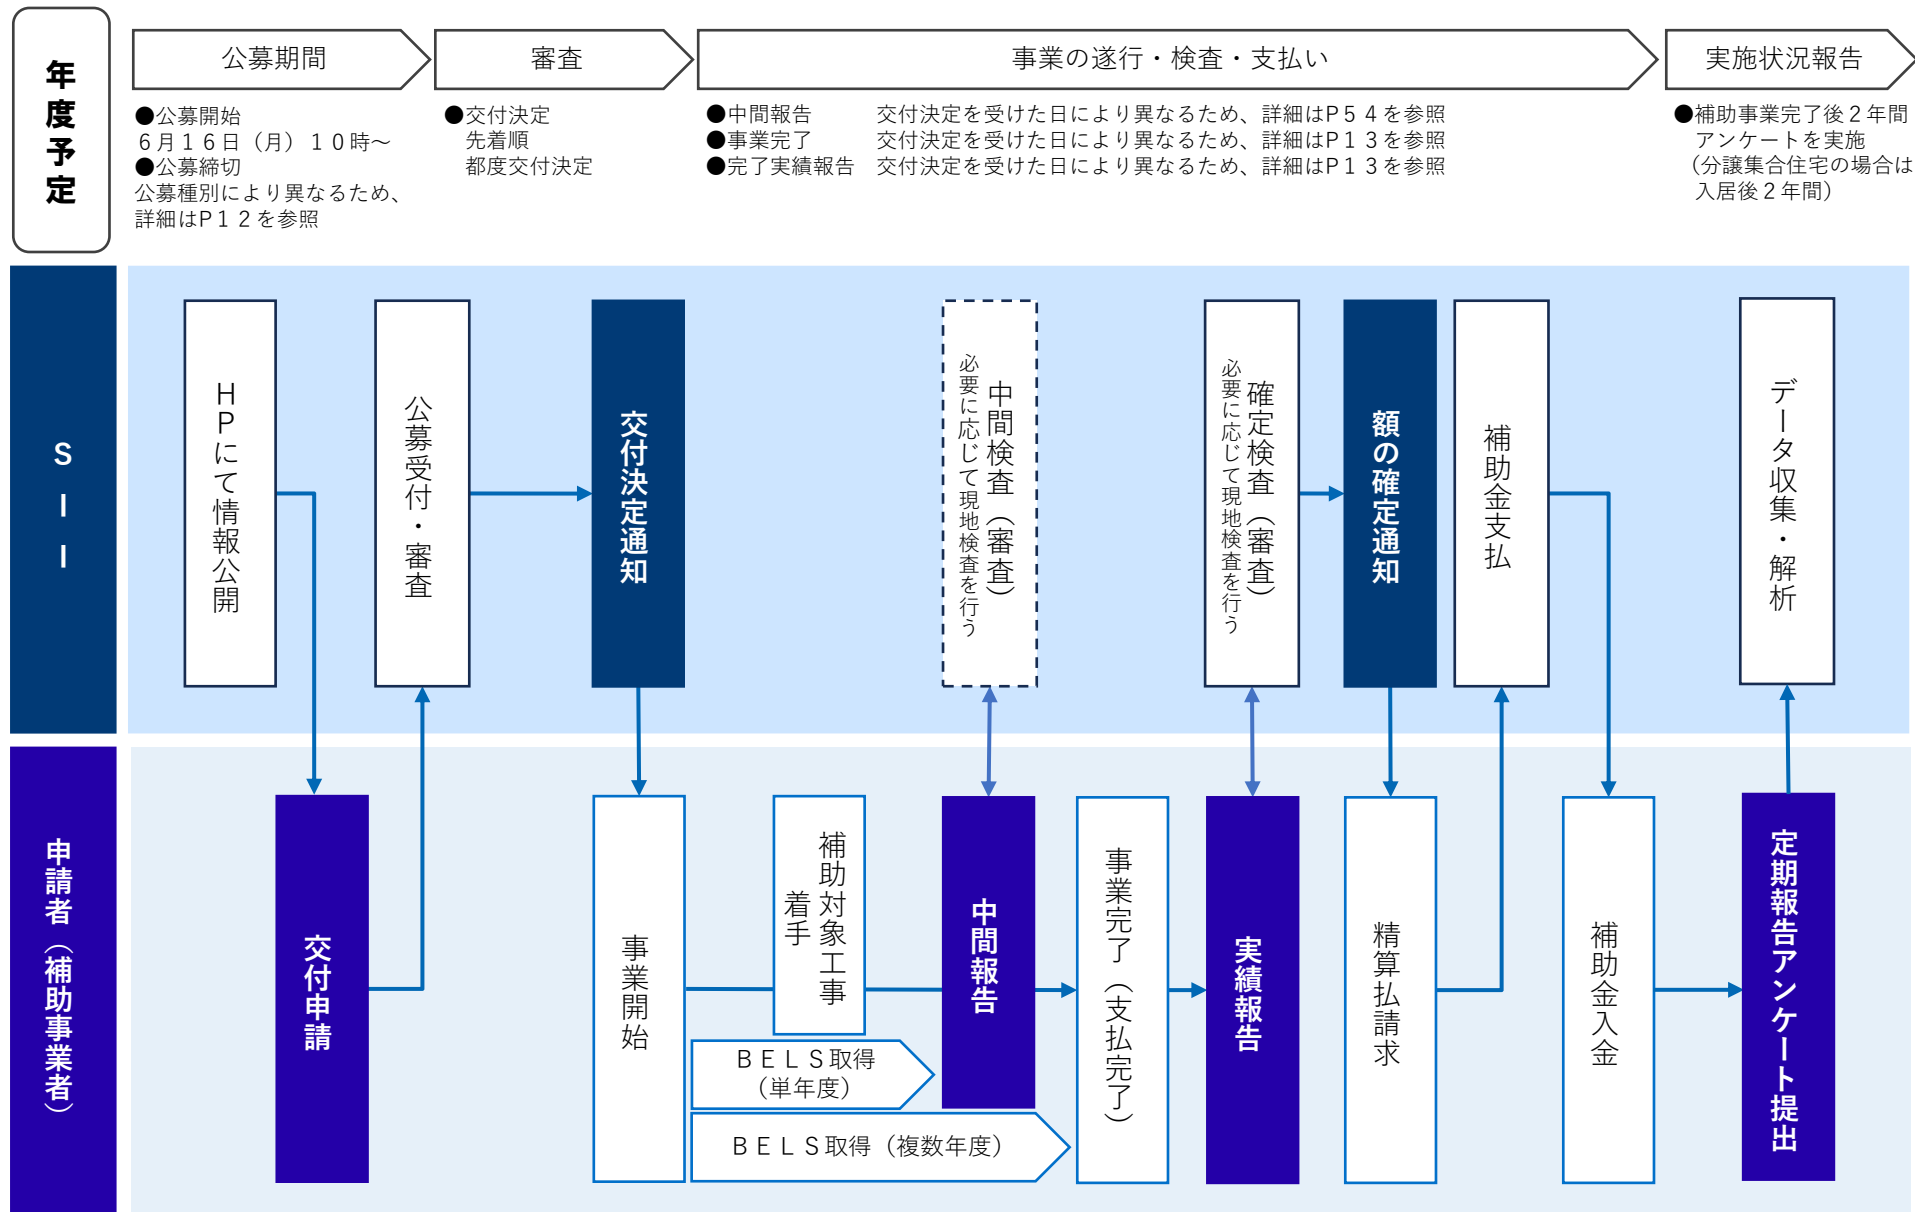 年度予定
公募期間
審査
事業の遂行・検査・支払い
実施状況報告
●公募開始
６月１６日（月）１０時～
●公募締切
公募種別により異なるため、
詳細はP１２を参照
●交付決定
先着順
都度交付決定
●中間報告　交付決定を受けた日により異なるため、詳細はP５４を参照
●事業完了　交付決定を受けた日により異なるため、詳細はP１３を参照
●完了実績報告　交付決定を受けた日により異なるため、詳細はP１３を参照
●補助事業完了後２年間
アンケートを実施
（分譲集合住宅の場合は
入居後２年間）
ＳＩＩ
ＨＰにて情報公開
公募受付・審査
交付決定通知
中間検査（審査）
必要に応じて現地検査を行う
確定検査（審査）
必要に応じて現地検査を行う
額の確定通知
補助金支払
データ収集・解析
申請者（補助事業者）
交付申請
事業開始
補助対象工事
着手
ＢＥＬＳ取得
（単年度）
ＢＥＬＳ取得（複数年度）
中間報告
事業完了（支払完了）
実績報告
精算払請求
補助金入金
定期報告アンケート提出